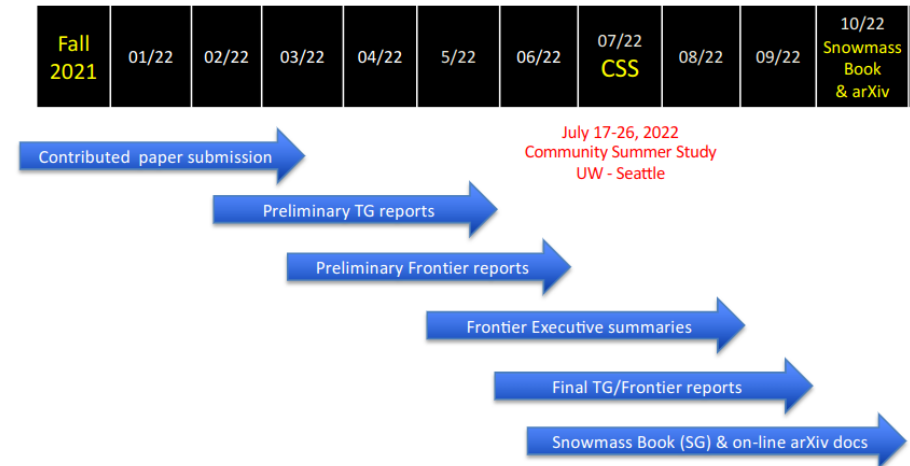 Fall
2021
01/22
02/22
03/22
04/22
5/22
06/22
07/22
CSS
08/22
09/22
10/22
Snowmass
Book
& arXiv
July 17-26, 2022
Community Summer Study
UW - Seattle
Contributed paper submission
Preliminary TG reports
Preliminary Frontier reports
Frontier Executive summaries
Final TG/Frontier reports
Snowmass Book (SG) & on-line arXiv docs